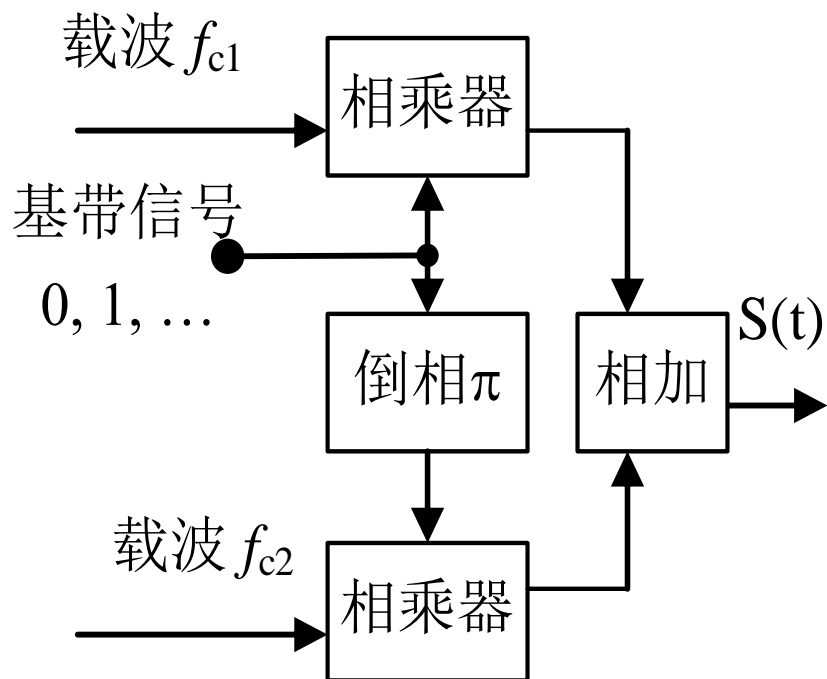 载波 fc1
相乘器
基带信号
0, 1, …
倒相π
相加
S(t)
载波 fc2
相乘器